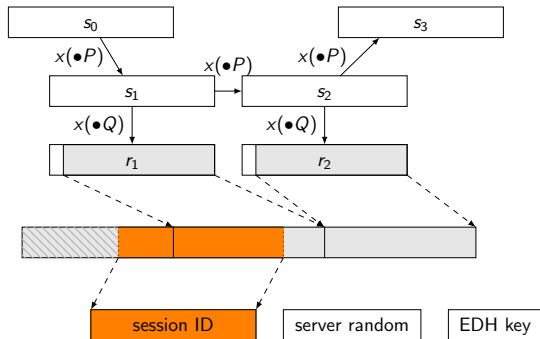 s0
s3
x(●P)
x(●P)
x(●P)
s1
s2
x(●Q)
x(●Q)
r1
r2
session ID
server random
EDH key